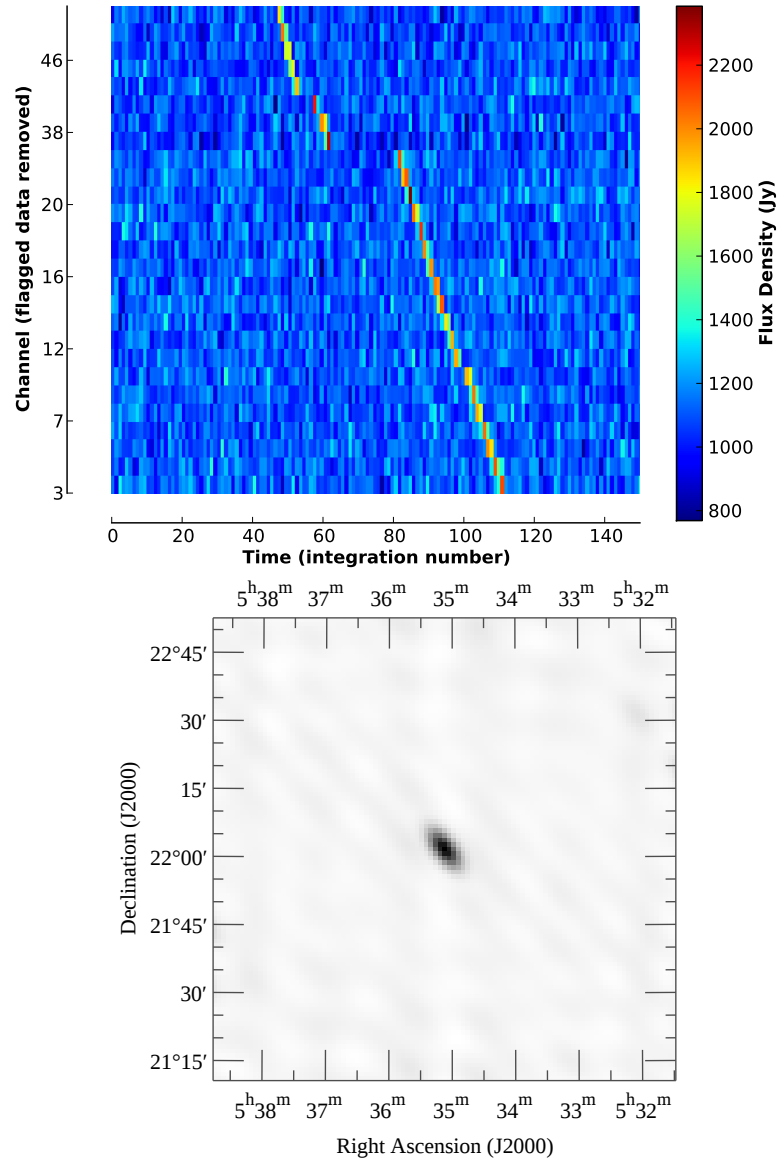 46
38
20
16
12
7
3
Channel (flagged data removed)
0 20 40 60 80 100 120 140
Time (integration number)
2200
2000
1800
1600
1400
1200
1000
800
Flux Density (Jy)
5h38m 37m 36m 35m 34m 33m 5h32m
22°45′
30′
15′
22°00′
21°45′
30′
21°15′
Declination (J2000)
5h38m 37m 36m 35m 34m 33m 5h32m
Right Ascension (J2000)